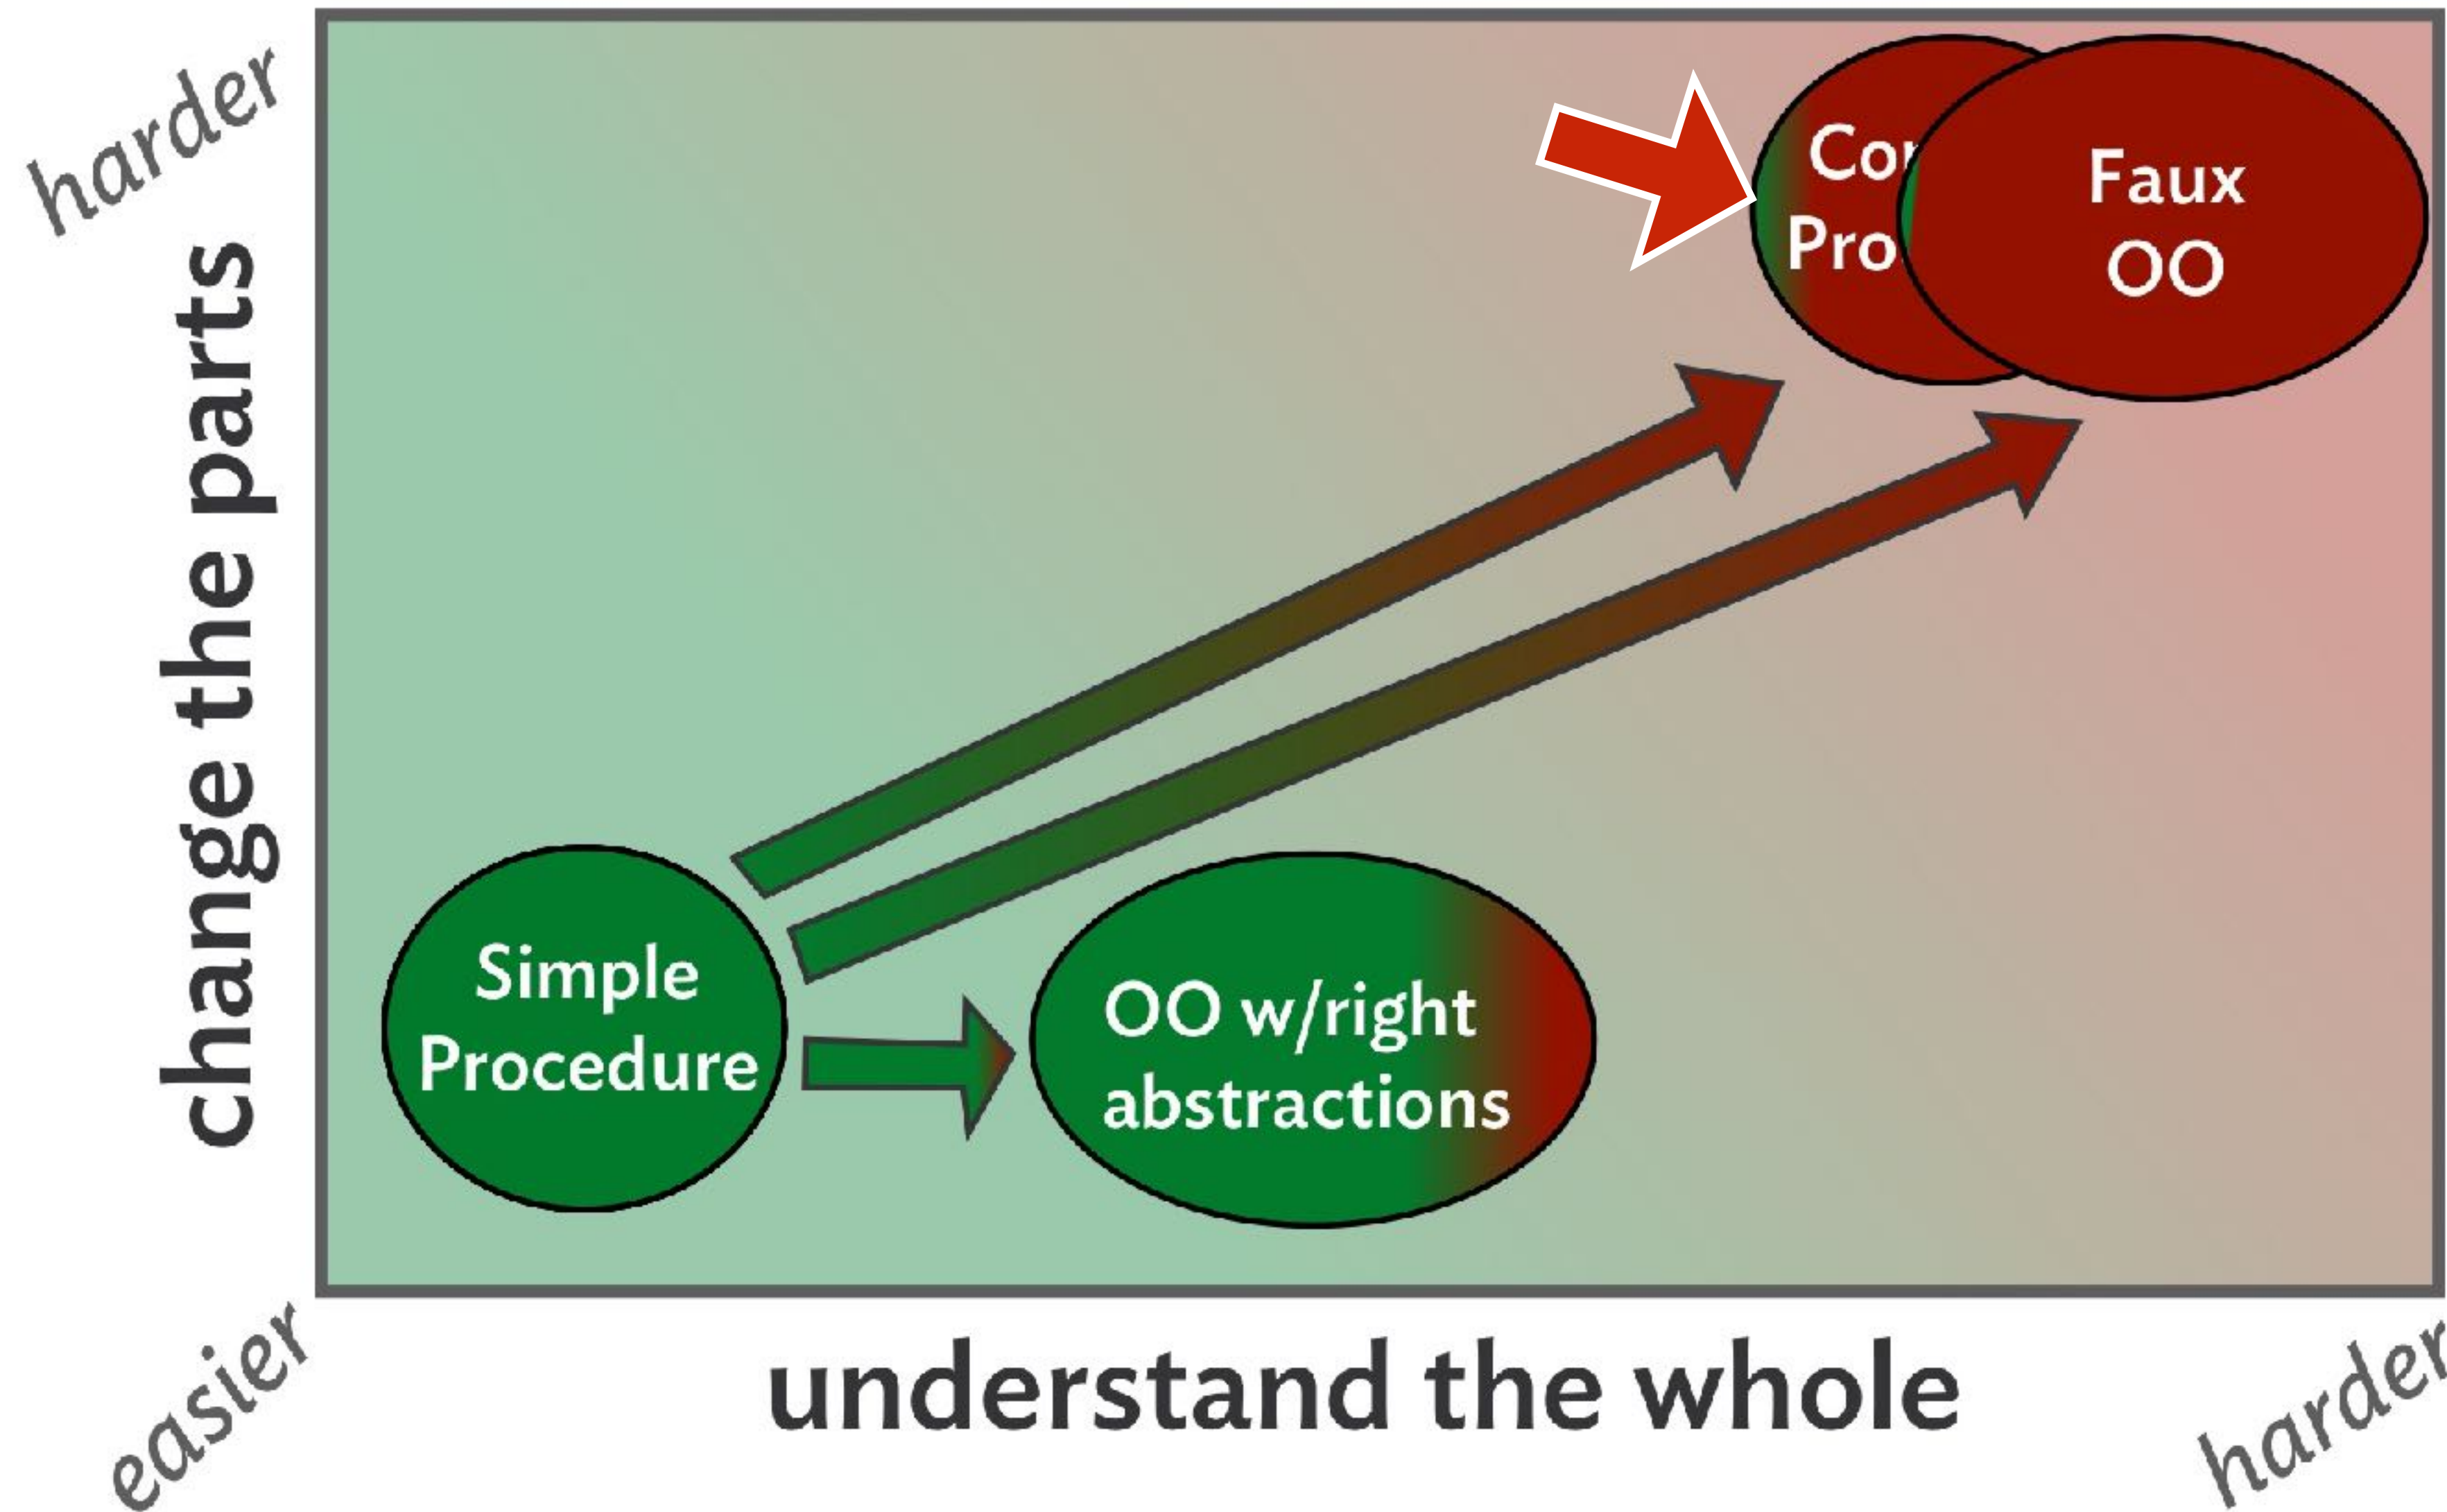 harder
change the parts
Faux
OO
Simple
Procedure
OO w/right
abstractions
easier
understand the whole
harder